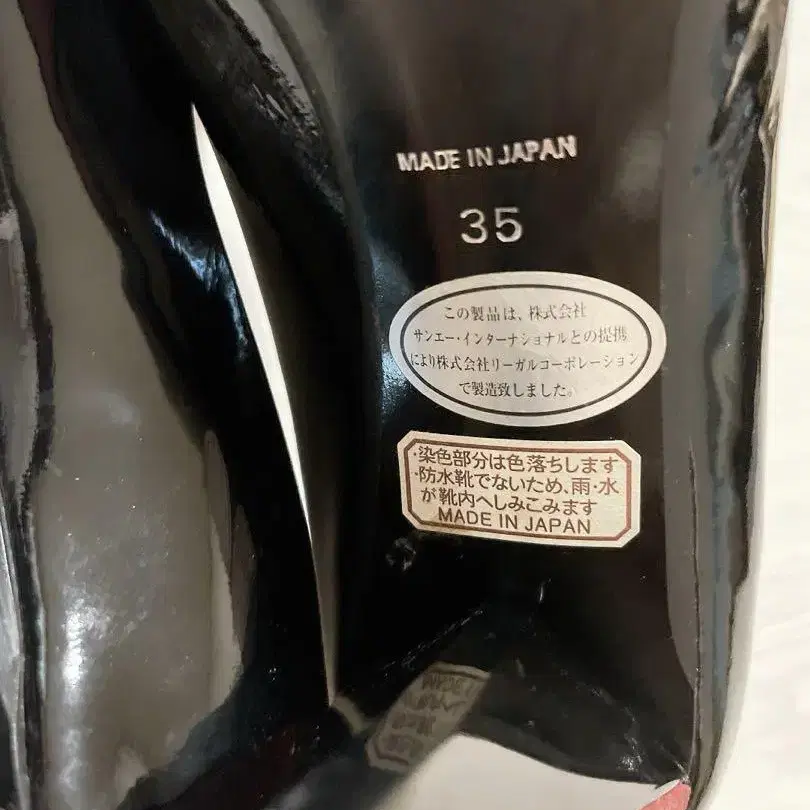 MADE IN JAPAN
35
この製品は、株式会社
サンエー・インターナショナルとの提携
により株式会社リーガルコーポレーション
で製造致しました。
・染色部分は色落ちします
・防水靴でないため、雨・水
が靴内へしみこみます
MADE IN JAPAN